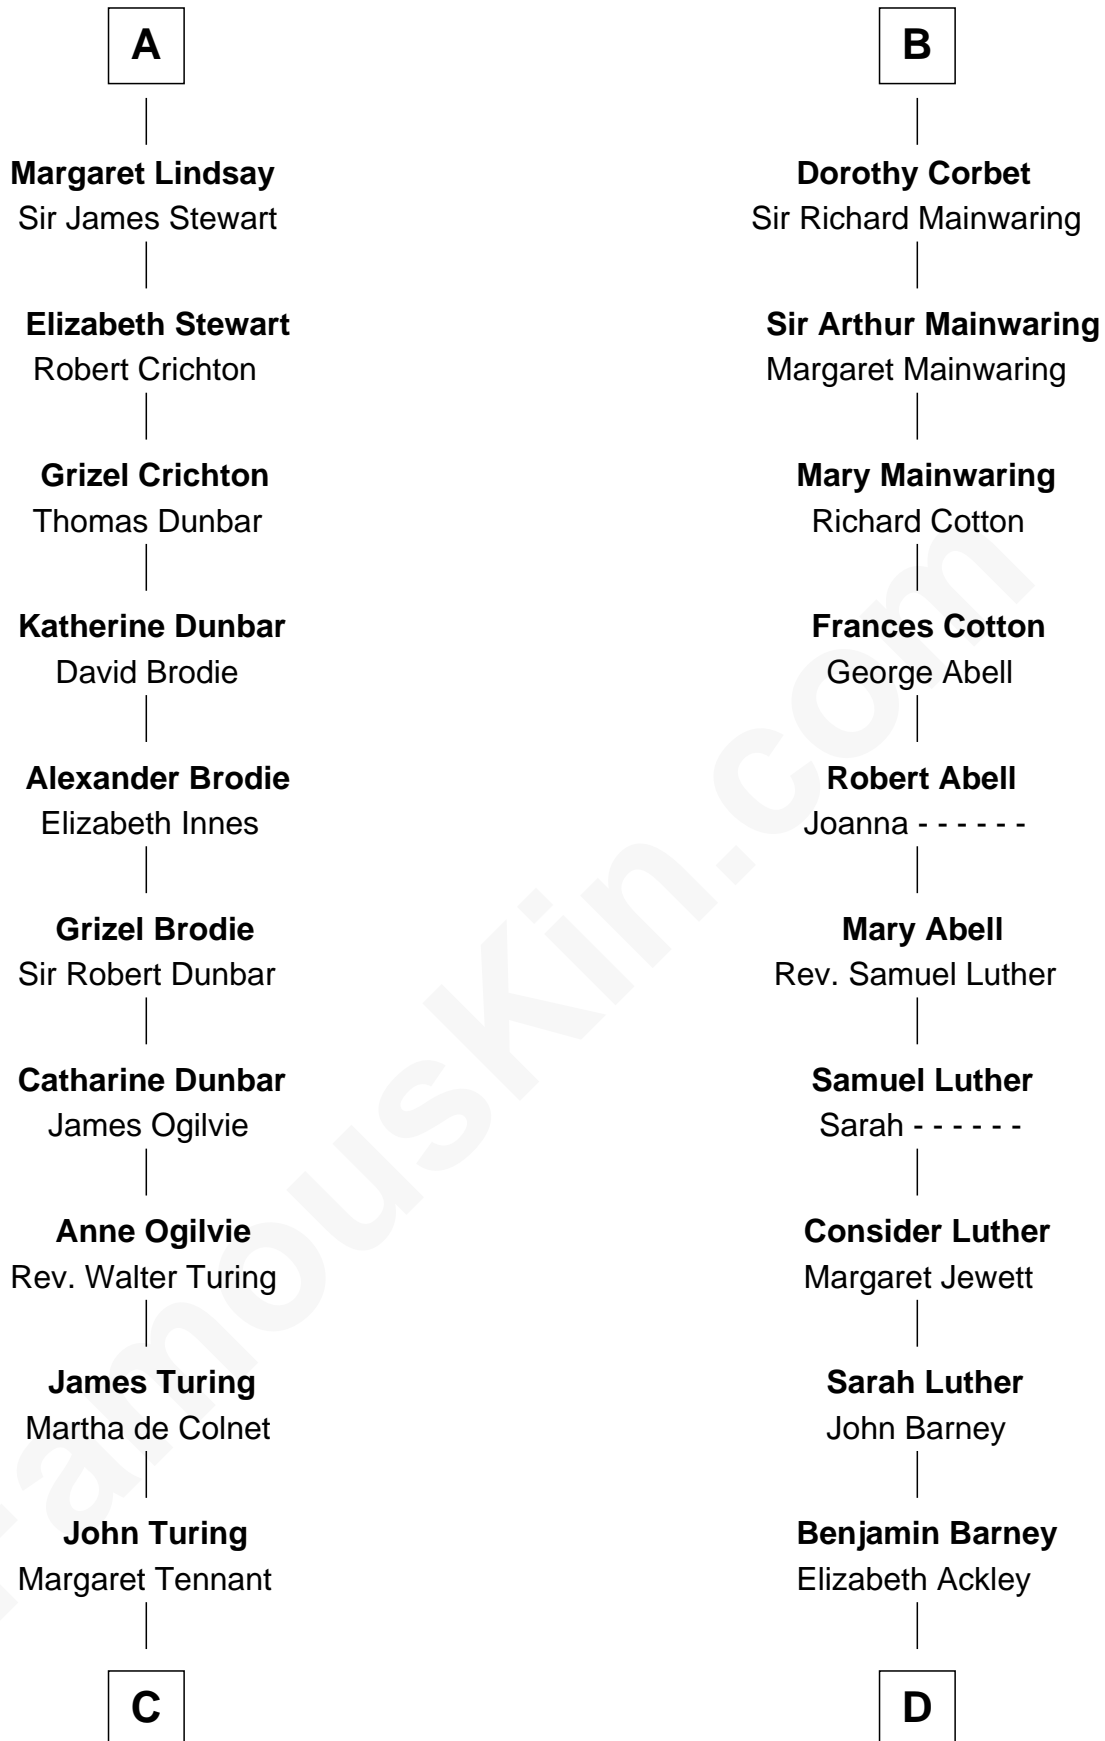 A
Margaret Lindsay
Sir James Stewart
Elizabeth Stewart
Robert Crichton
Grizel Crichton
Thomas Dunbar
Katherine Dunbar
David Brodie
Alexander Brodie
Elizabeth Innes
Grizel Brodie
Sir Robert Dunbar
Catharine Dunbar
James Ogilvie
Anne Ogilvie
Rev. Walter Turing
James Turing
Martha de Colnet
John Turing
Margaret Tennant
C
B
Dorothy Corbet
Sir Richard Mainwaring
Sir Arthur Mainwaring
Margaret Mainwaring
Mary Mainwaring
Richard Cotton
Frances Cotton
George Abell
Robert Abell
Joanna - - - - - -
Mary Abell
Rev. Samuel Luther
Samuel Luther
Sarah - - - - - -
Consider Luther
Margaret Jewett
Sarah Luther
John Barney
Benjamin Barney
Elizabeth Ackley
D
FamousKin.com